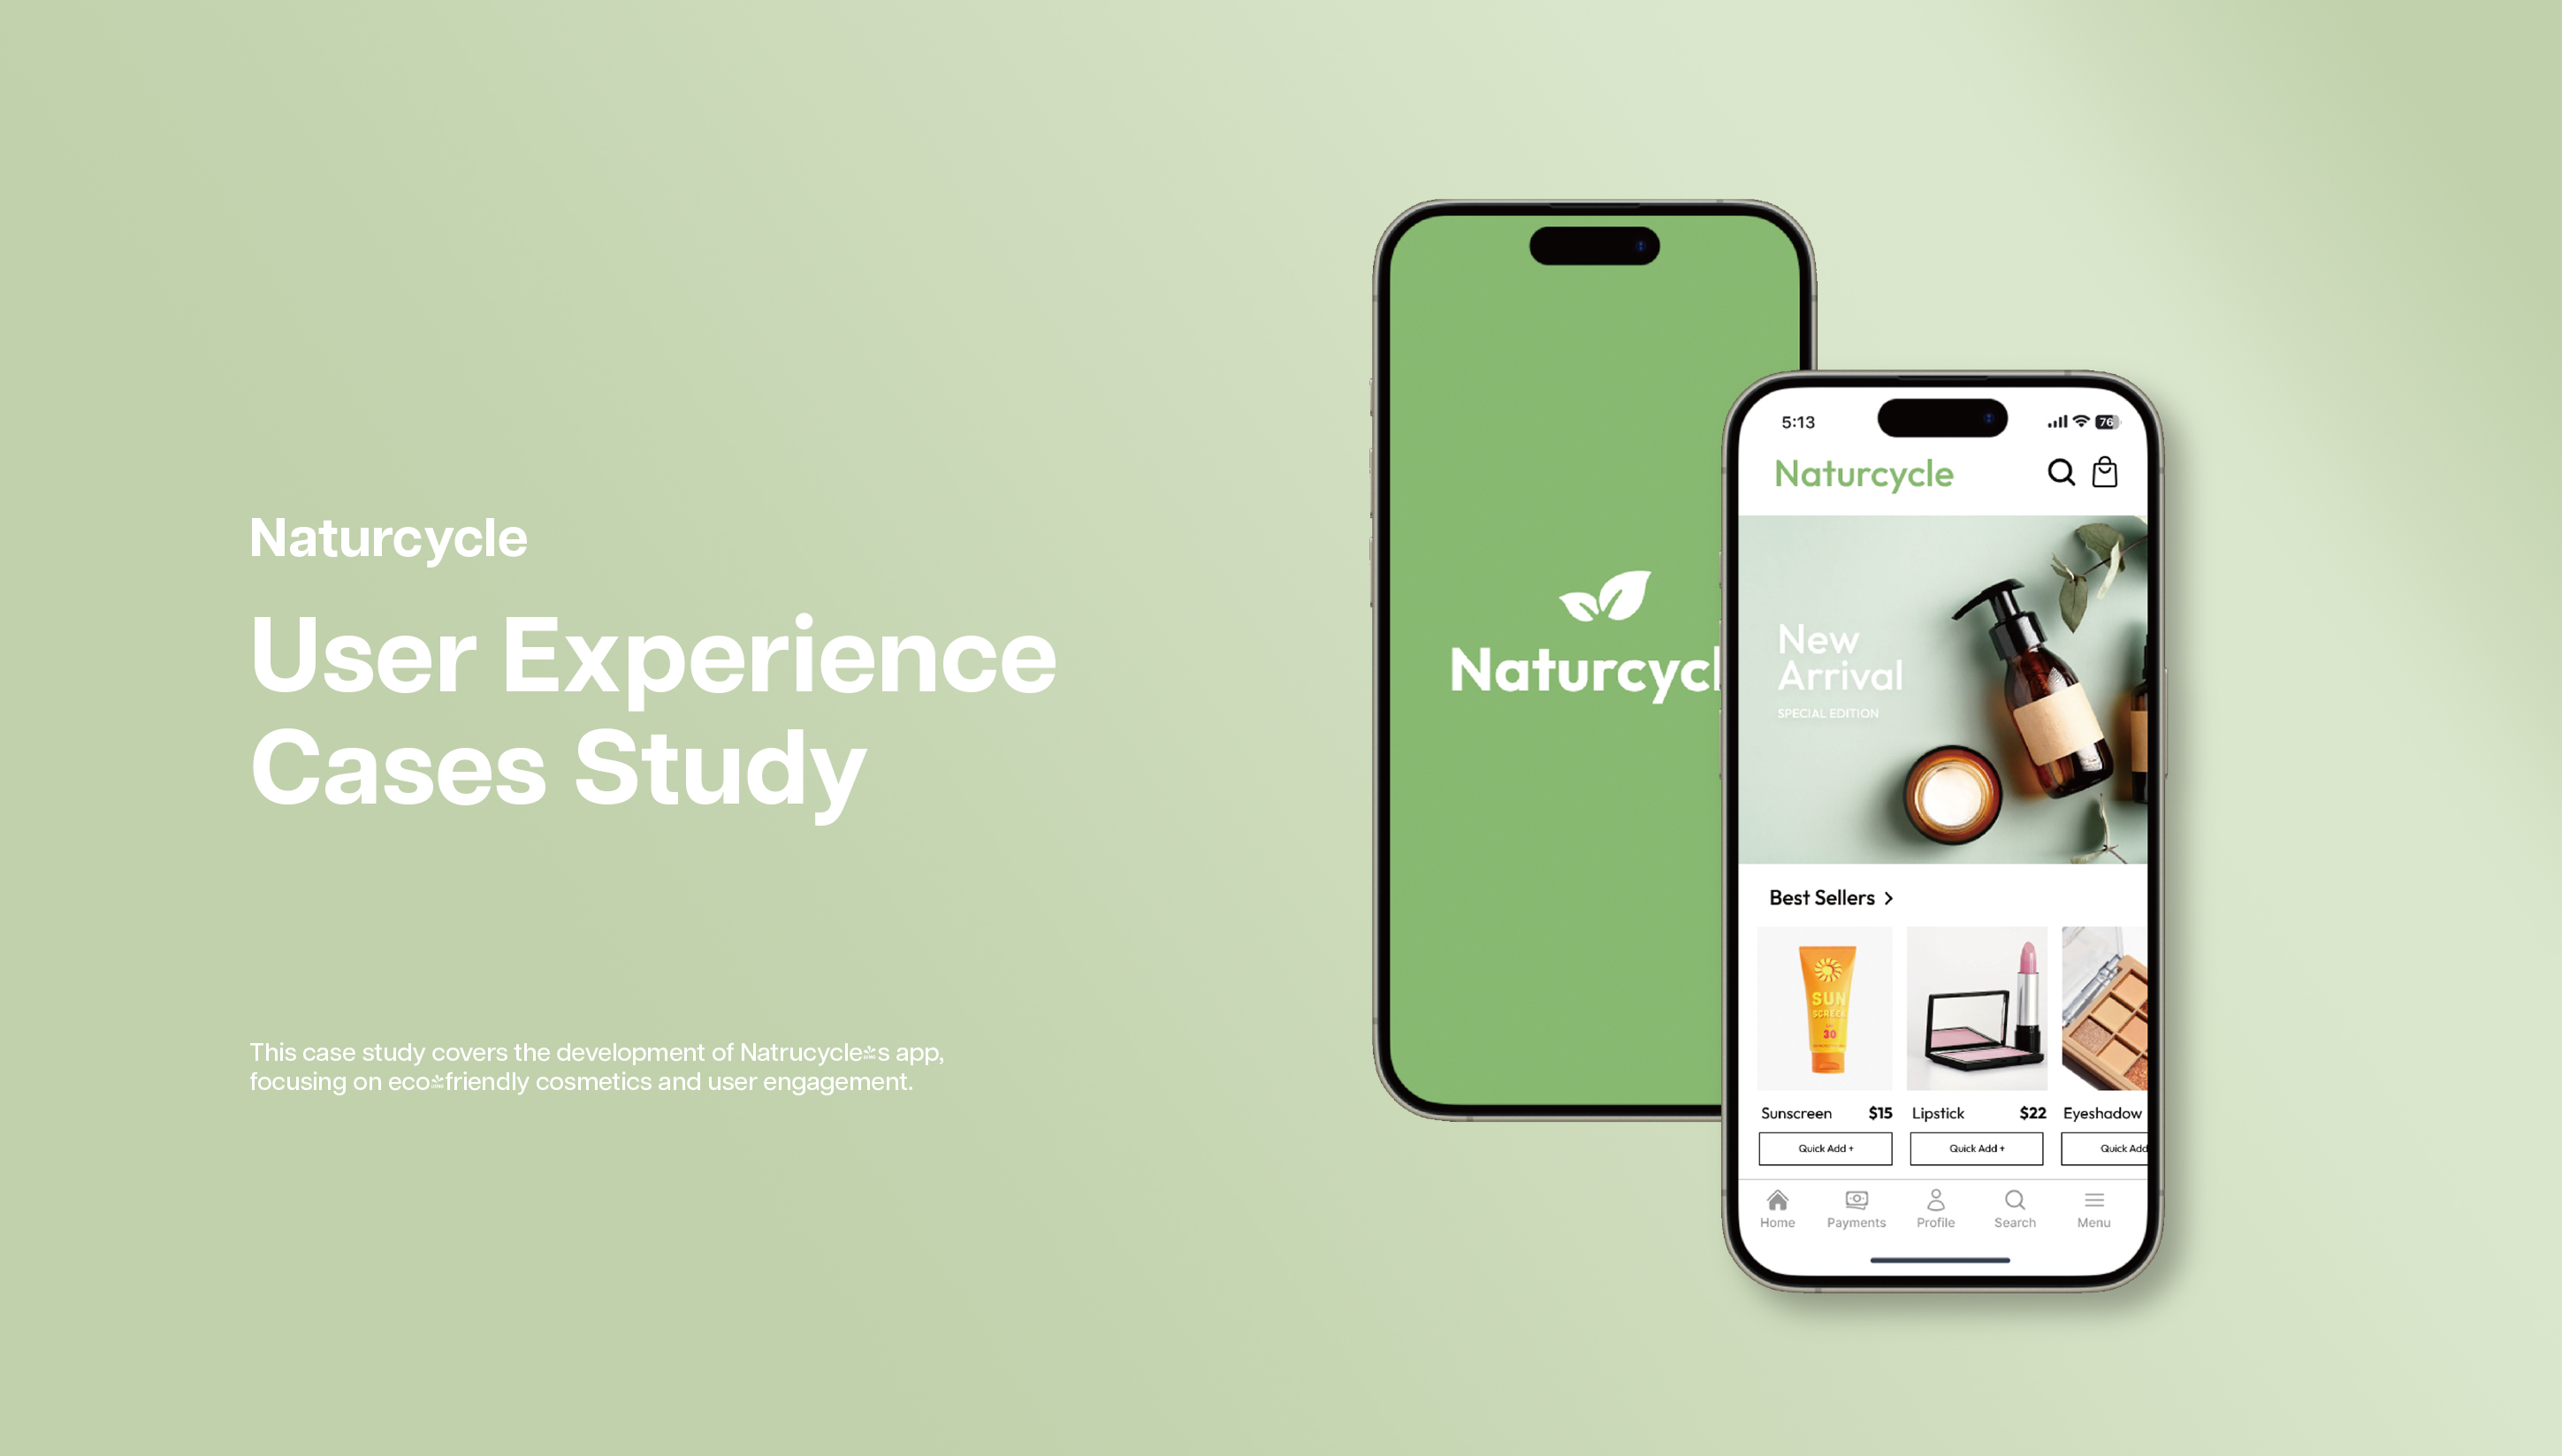 Naturcycle
User Experience
Cases Study
This case study covers the development of Natrucycle s app,
focusing on eco friendly cosmetics and user engagement.
Naturcycl
5:13
76
Naturcycle
New
Arrival
SPECIAL EDITION
Best Sellers >
SUN
SCREEN
30
Sunscreen $15 Lipstick $22 Eyeshadow
Quick Add + Quick Add + Quick Add
Home Payments Profile Search Menu